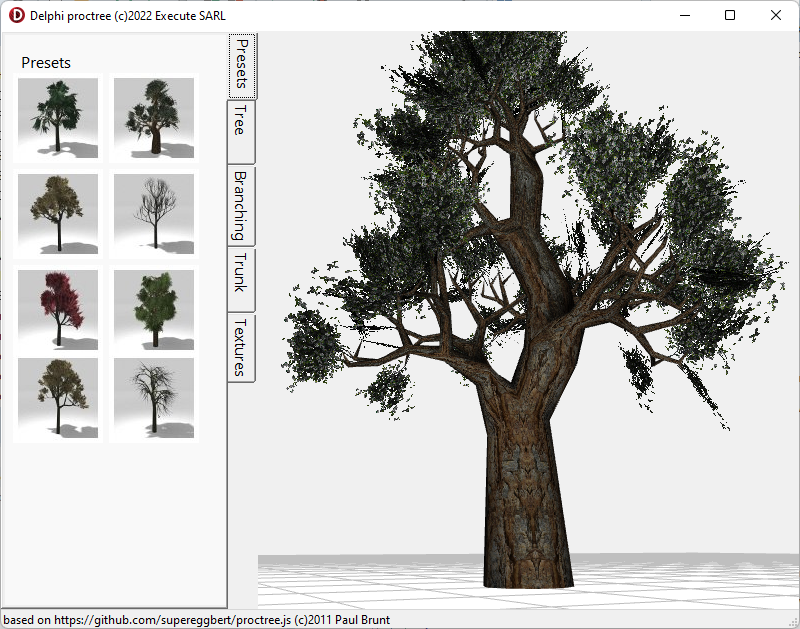 Delphi proctree (c)2022 Execute SARL
Presets
Presets
Tree
Branching
Trunk
Textures
based on https://github.com/supereggbert/proctree.js (c)2011 Paul Brunt